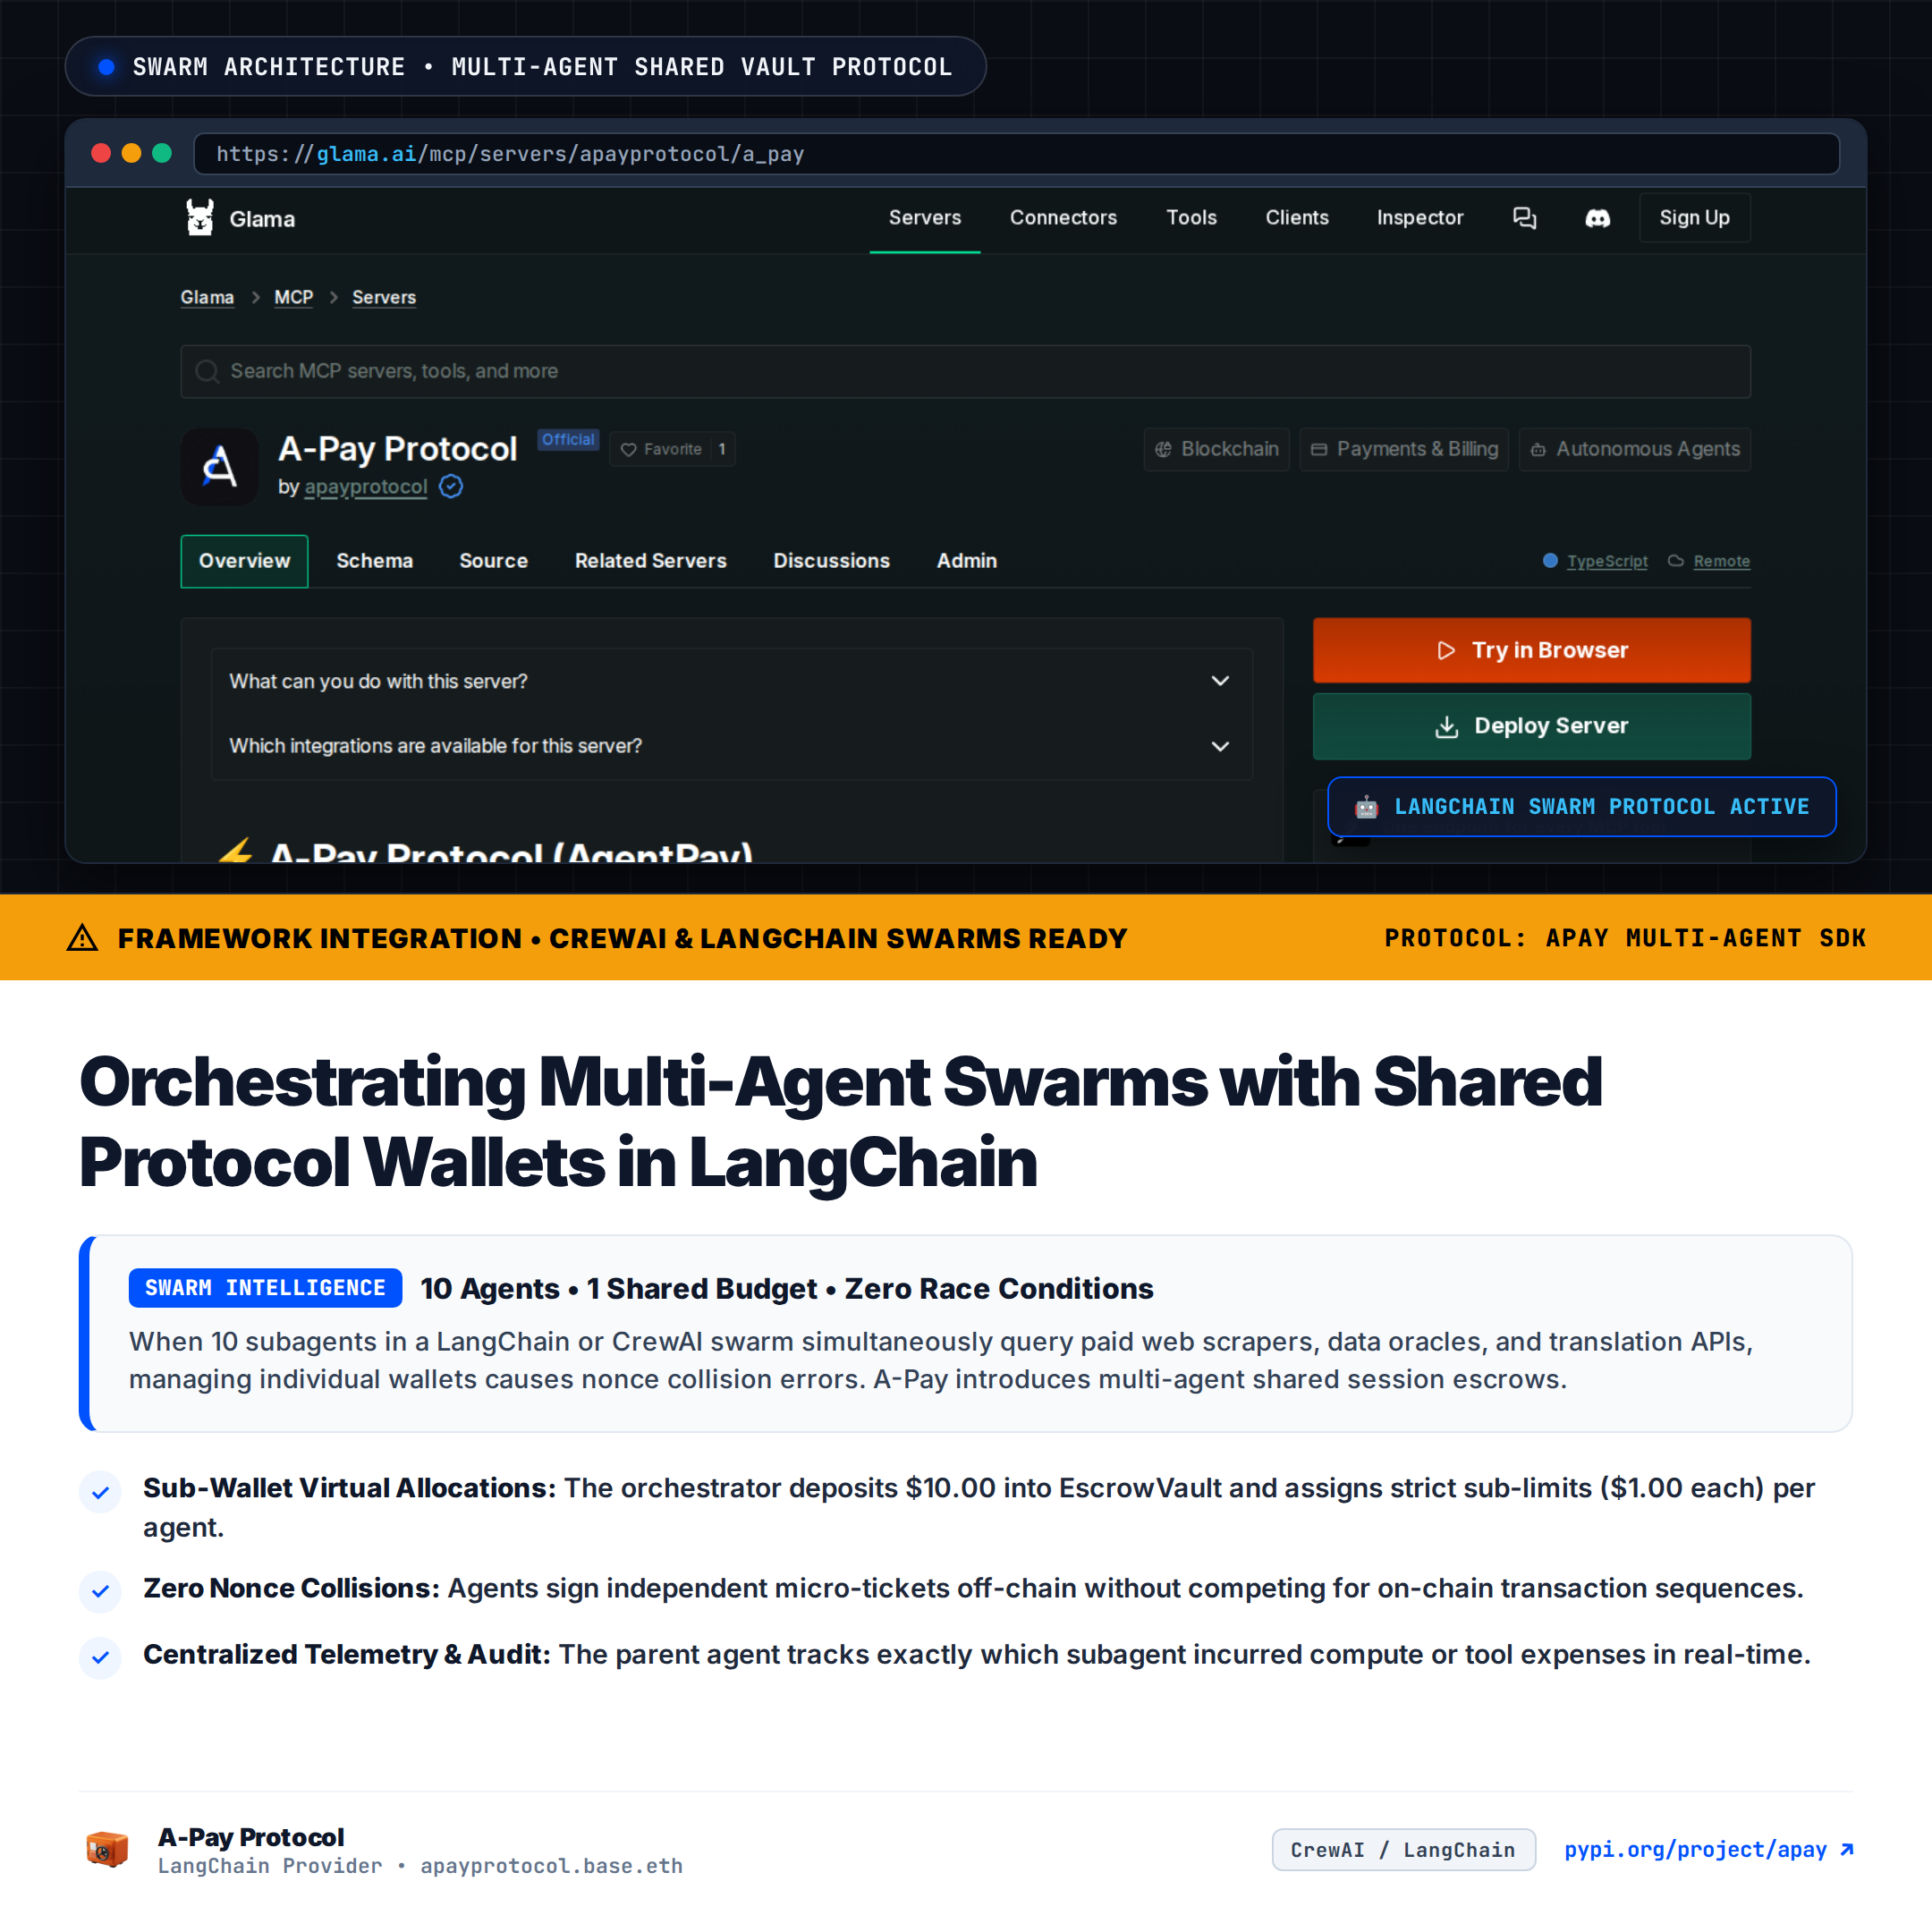 SWARM ARCHITECTURE • MULTI-AGENT SHARED VAULT PROTOCOL
https://glama.ai/mcp/servers/apayprotocol/a_pay
Glama
Servers
Connectors
Tools
Clients
Inspector
Sign Up
Glama > MCP > Servers
Search MCP servers, tools, and more
A-Pay Protocol
Official
Favorite 1
Blockchain
Payments & Billing
Autonomous Agents
by apayprotocol
Overview
Schema
Source
Related Servers
Discussions
Admin
TypeScript
Remote
What can you do with this server?
Which integrations are available for this server?
Try in Browser
Deploy Server
🤖 LANGCHAIN SWARM PROTOCOL ACTIVE
⚡ A-Pay Protocol (AgentPay)
FRAMEWORK INTEGRATION • CREWAI & LANGCHAIN SWARMS READY
PROTOCOL: APAY MULTI-AGENT SDK
Orchestrating Multi-Agent Swarms with Shared
Protocol Wallets in LangChain
SWARM INTELLIGENCE 10 Agents • 1 Shared Budget • Zero Race Conditions
When 10 subagents in a LangChain or CrewAI swarm simultaneously query paid web scrapers, data oracles, and translation APIs,
managing individual wallets causes nonce collision errors. A-Pay introduces multi-agent shared session escrows.
Sub-Wallet Virtual Allocations: The orchestrator deposits $10.00 into EscrowVault and assigns strict sub-limits ($1.00 each) per
agent.
Zero Nonce Collisions: Agents sign independent micro-tickets off-chain without competing for on-chain transaction sequences.
Centralized Telemetry & Audit: The parent agent tracks exactly which subagent incurred compute or tool expenses in real-time.
A-Pay Protocol
LangChain Provider • apayprotocol.base.eth
CrewAI / LangChain
pypi.org/project/apay ↗